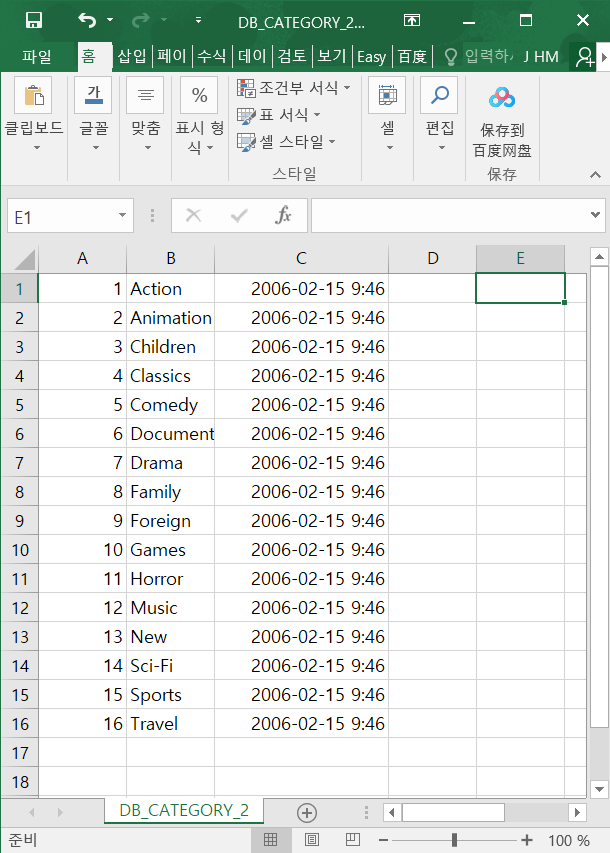 DB_CATEGORY_2...
파일 홈 삽입 페이 수식 데이 검토 보기 Easy 百度 입력하 J HM
클립보드 가 글꼴 맞춤 % 표시 형식 조건부 서식 표 서식 셀 스타일 스타일 셀 편집 保存到 百度网盘 保存
E1 fx
A B C D E
1 1 Action 2006-02-15 9:46
2 2 Animation 2006-02-15 9:46
3 3 Children 2006-02-15 9:46
4 4 Classics 2006-02-15 9:46
5 5 Comedy 2006-02-15 9:46
6 6 Document 2006-02-15 9:46
7 7 Drama 2006-02-15 9:46
8 8 Family 2006-02-15 9:46
9 9 Foreign 2006-02-15 9:46
10 10 Games 2006-02-15 9:46
11 11 Horror 2006-02-15 9:46
12 12 Music 2006-02-15 9:46
13 13 New 2006-02-15 9:46
14 14 Sci-Fi 2006-02-15 9:46
15 15 Sports 2006-02-15 9:46
16 16 Travel 2006-02-15 9:46
17
18
DB_CATEGORY_2
준비 100 %